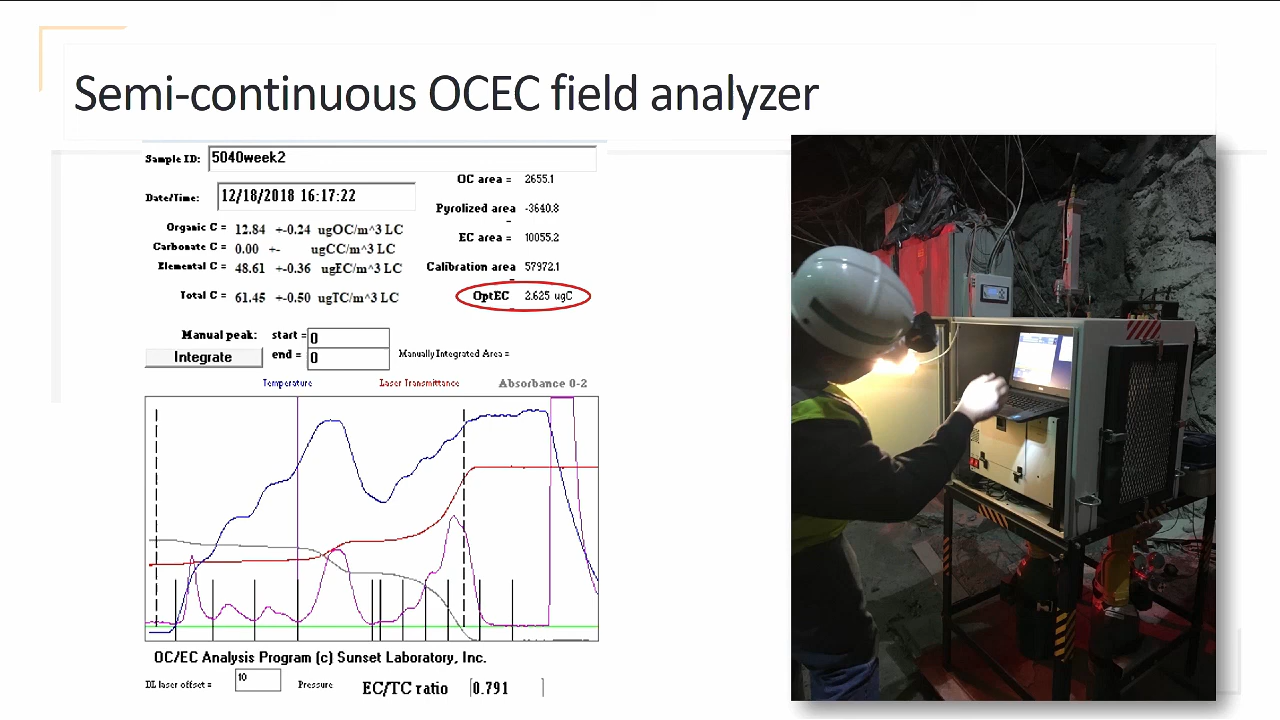 Semi-continuous OCEC field analyzer
Sample ID: 5040week2
Date/Time: 12/18/2018 16:17:22
Organic C = 12.84 +-0.24 ugOC/m^3 LC
Carbonate C = 0.00 +- ugCC/m^3 LC
Elemental C = 48.61 +-0.36 ugEC/m^3 LC
Total C = 61.45 +-0.50 ugTC/m^3 LC
OC area = 2655.1
Pyrolized area = -3640.8
EC area = 10055.2
Calibration area = 57972.1
OptEC 2.625 ugC
Manual peak: start = 0
Integrate end = 0 Manually Integrated Area =
Temperature Laser Transmittance Absorbance 0-2
OC/EC Analysis Program (c) Sunset Laboratory, Inc.
DL laser offset = 10 Pressure EC/TC ratio 0.791